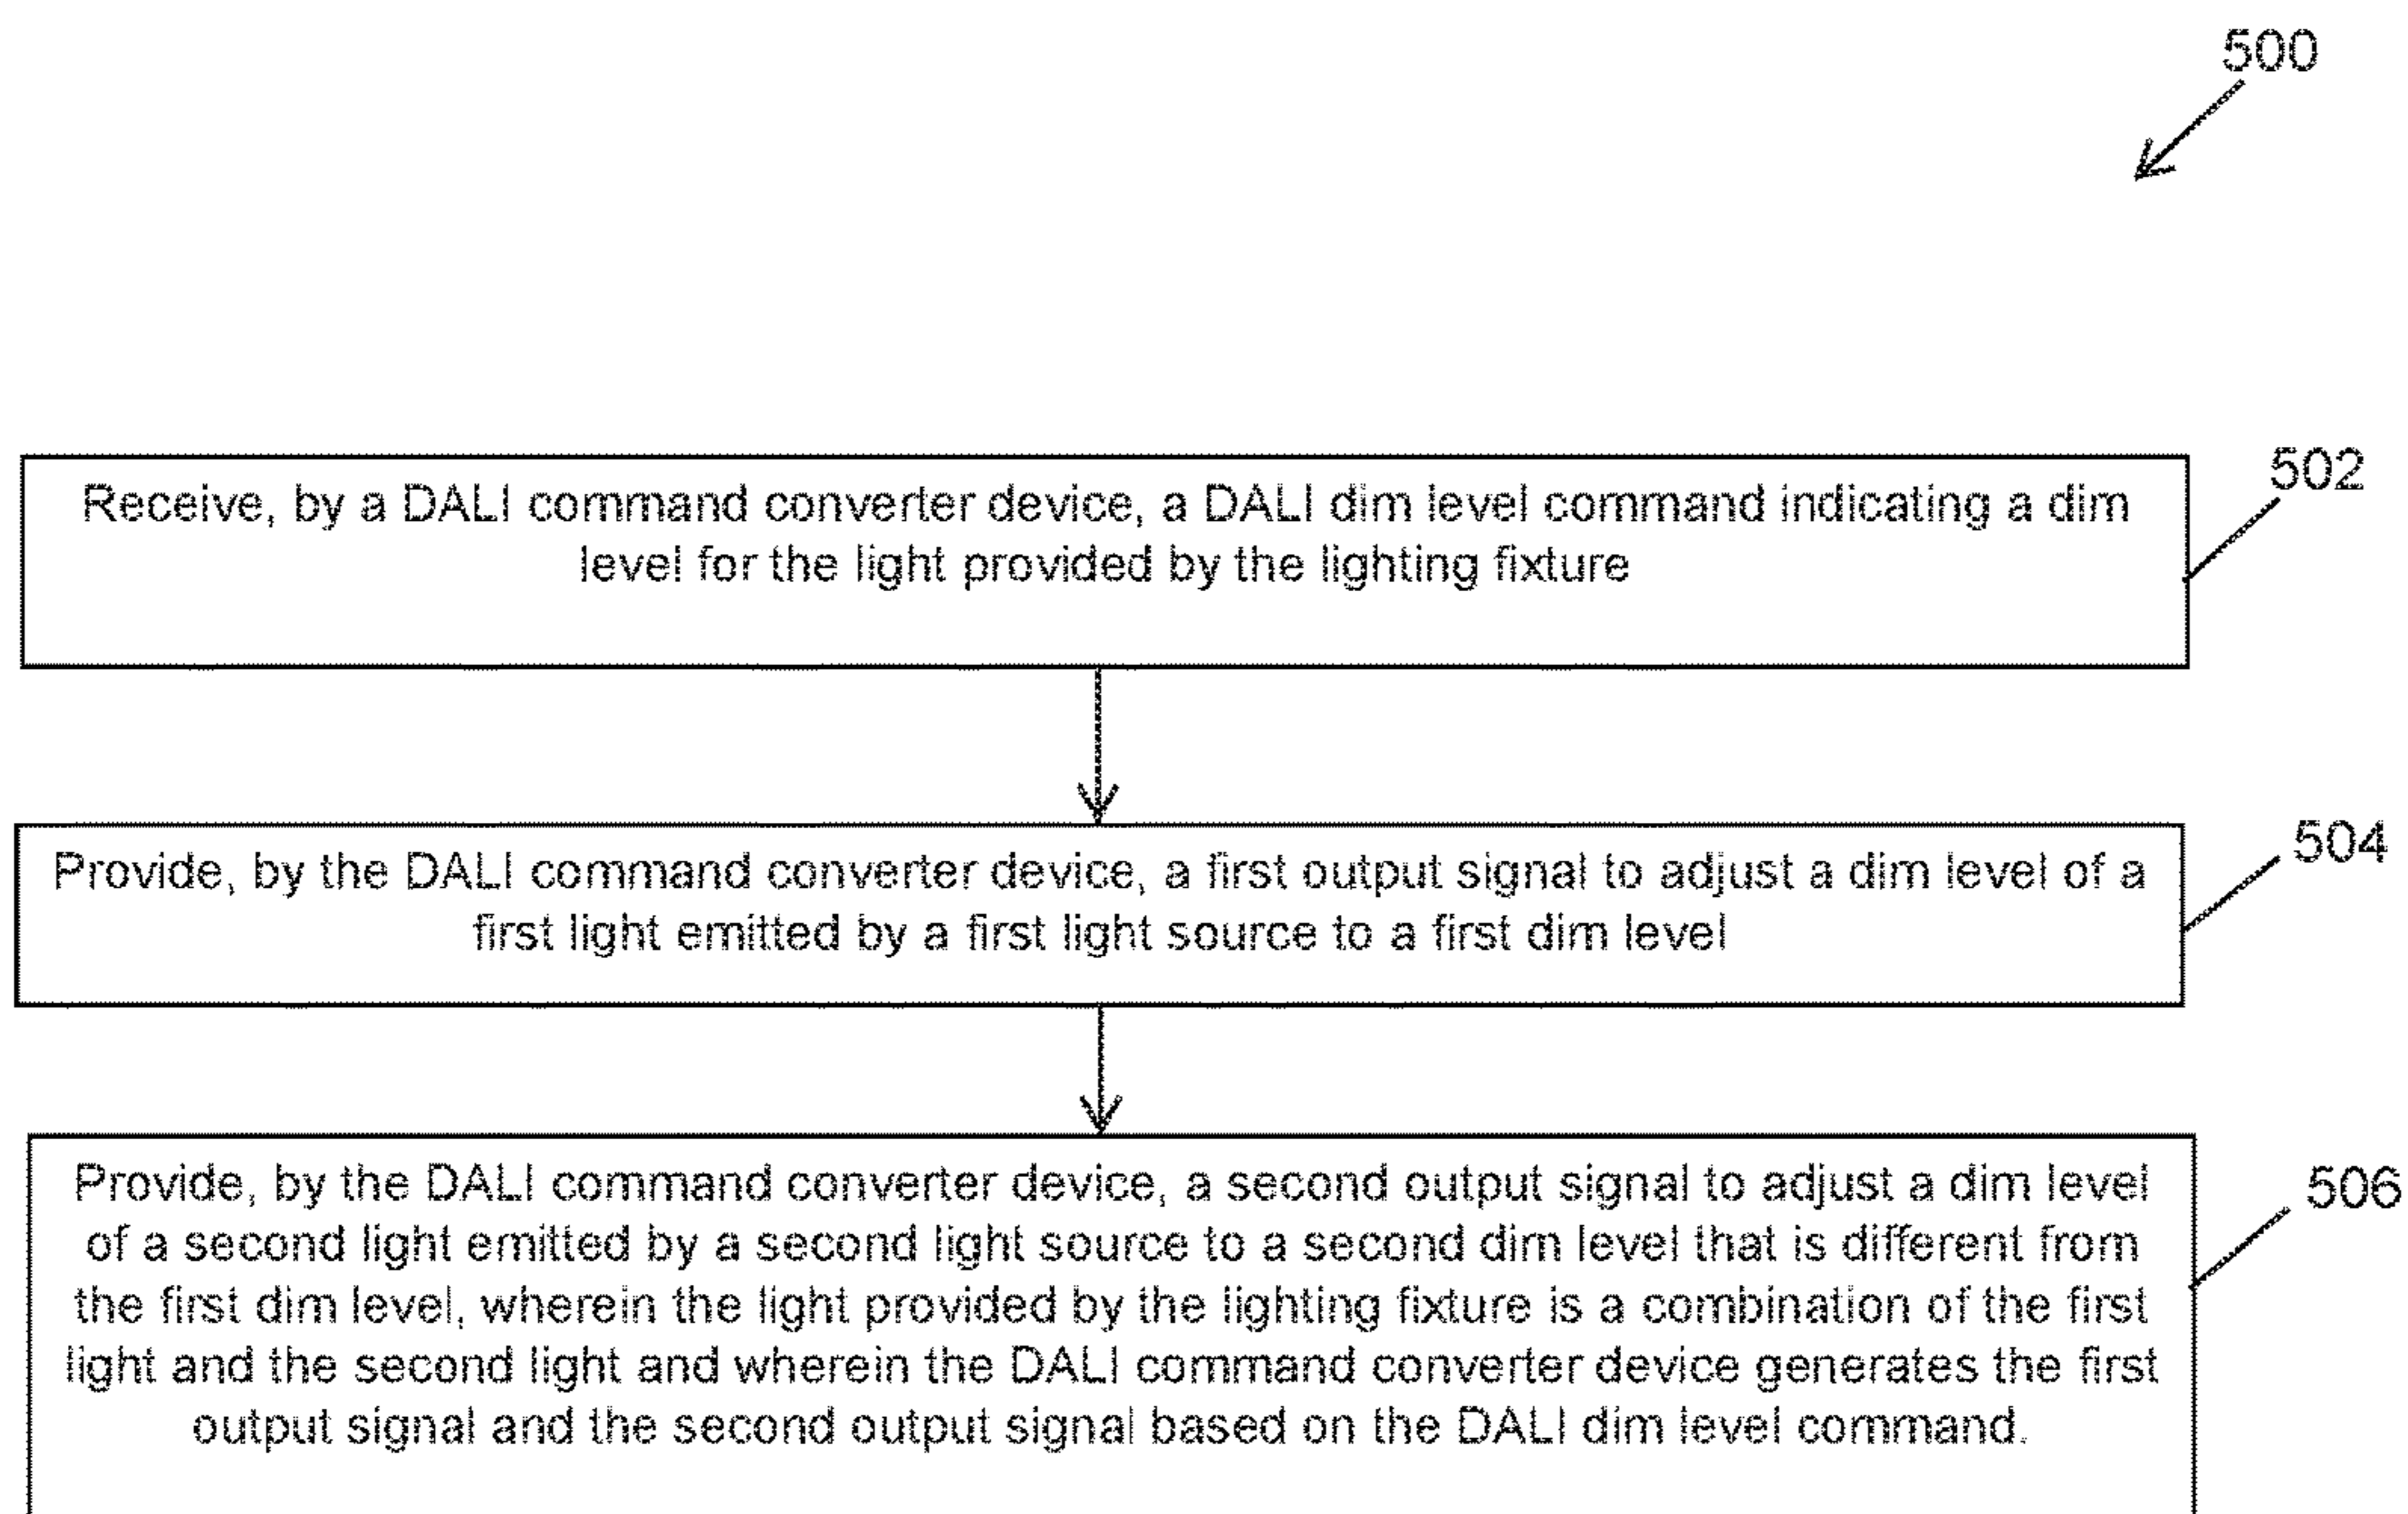 500
502
Receive, by a DALI command converter device, a DALI dim level command indicating a dim
level for the light provided by the lighting fixture
504
Provide, by the DALI command converter device, a first output signal to adjust a dim level of a
first light emitted by a first light source to a first dim level
506
Provide, by the DALI command converter device, a second output signal to adjust a dim level
of a second light emitted by a second light source to a second dim level that is different from
the first dim level, wherein the light provided by the lighting fixture is a combination of the first
light and the second light and wherein the DALI command converter device generates the first
output signal and the second output signal based on the DALI dim level command.